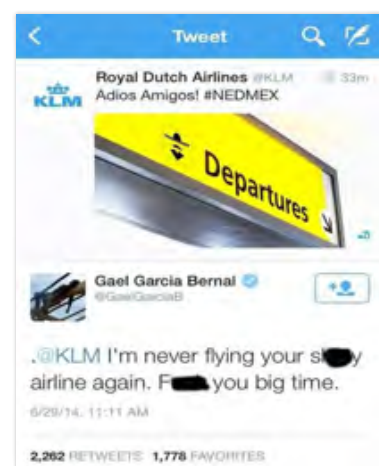 Tweet
Royal Dutch Airlines @KLM 33m
KLM
Adios Amigos! #NEDMEX
Departures
Gael Garcia Bernal
@GaelGarciaB
.@KLM I'm never flying your s y
airline again. F you big time.
6/29/14, 11:11 AM
2,262 RETWEETS 1,778 FAVORITES